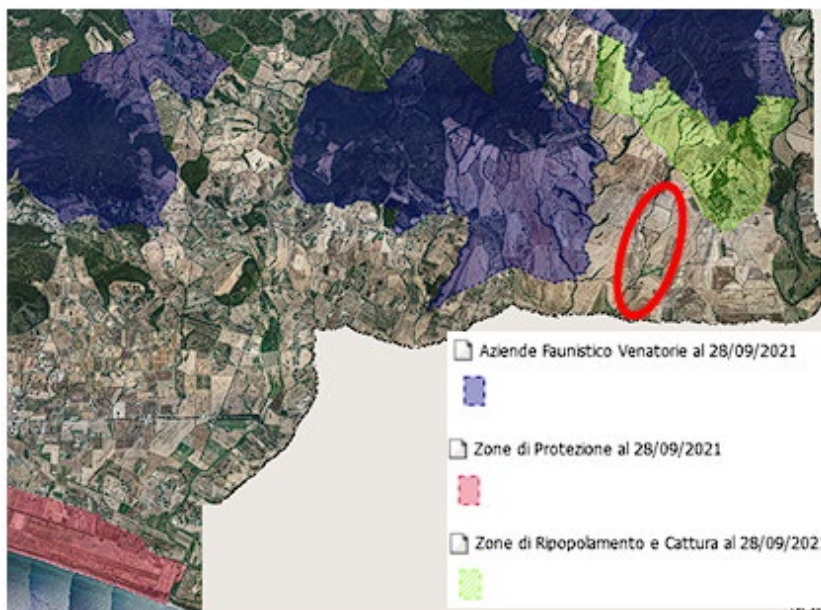 Aziende Faunistico Venatorie al 28/09/2021
Zone di Protezione al 28/09/2021
Zone di Ripopolamento e Cattura al 28/09/202